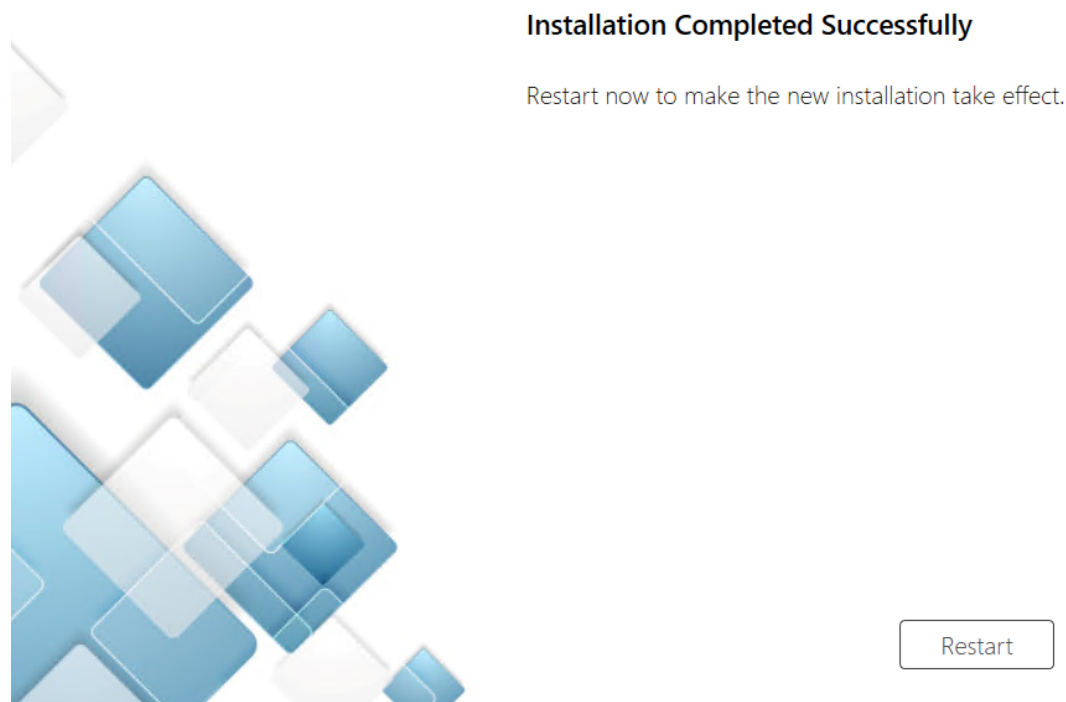 Installation Completed Successfully
Restart now to make the new installation take effect.
Restart